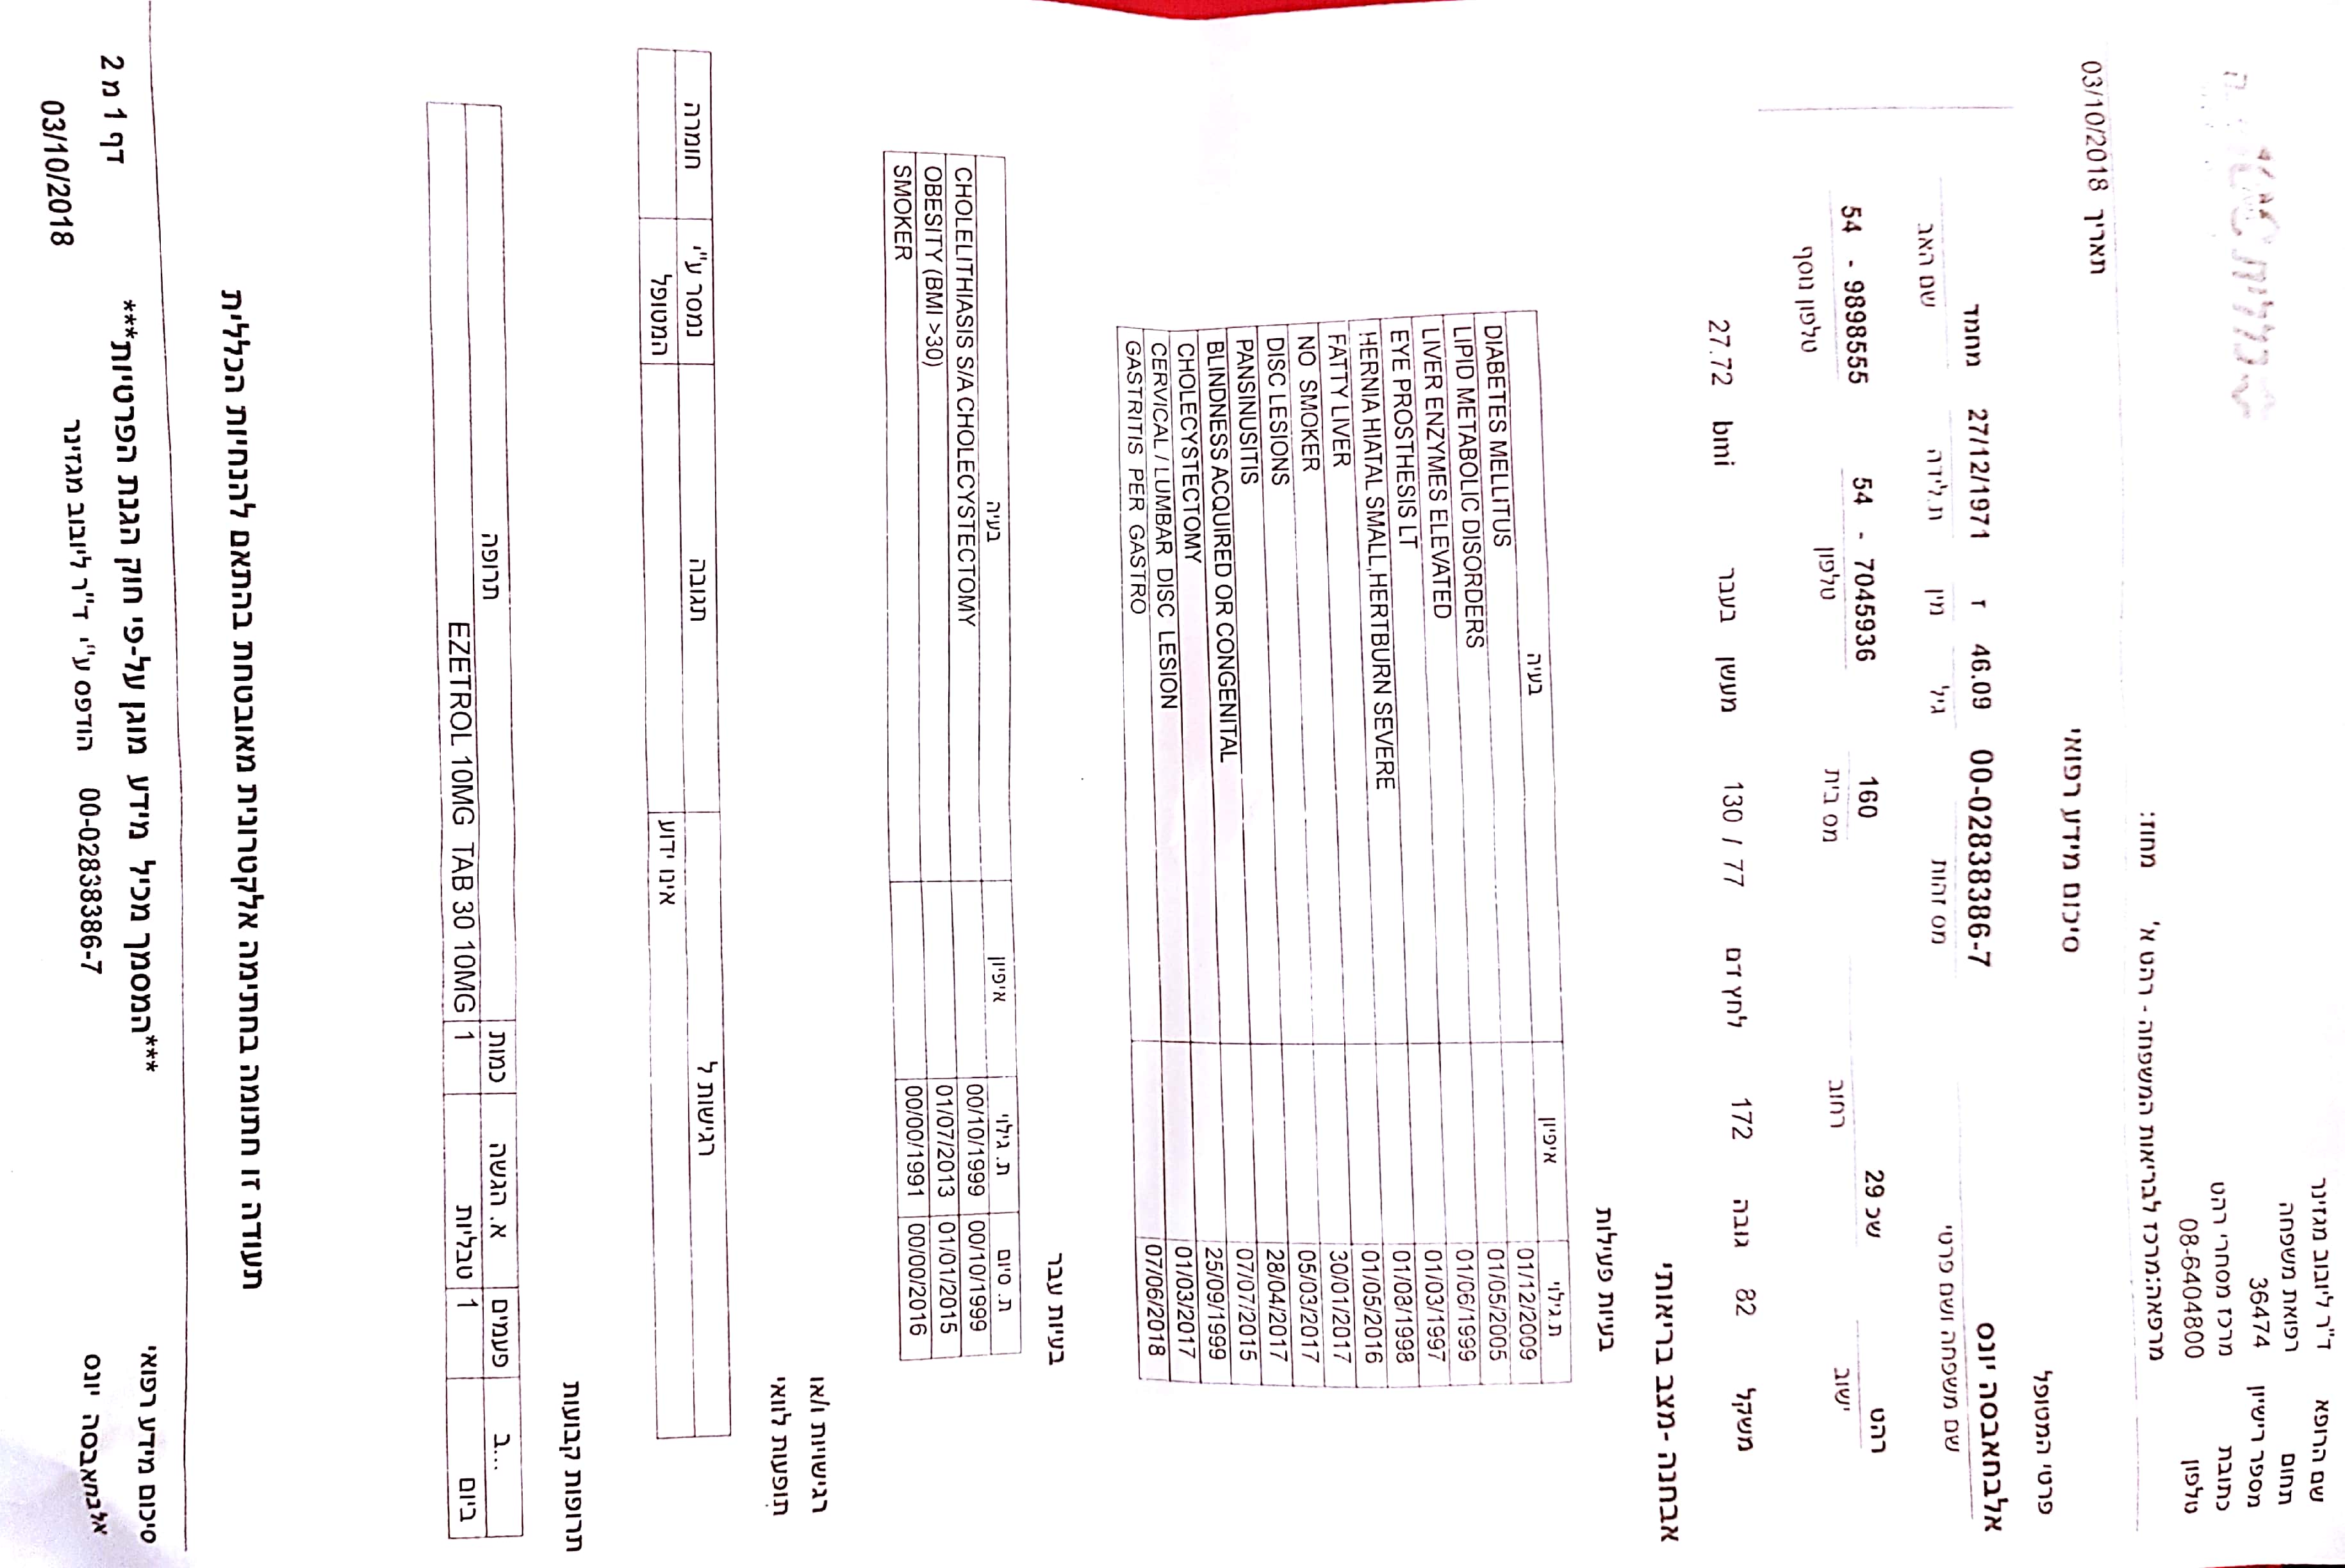 כללית
שם הרופא ד"ר ליובוב מגזינר
תחום רפואת משפחה
מספר רישיון 36474
כתובת מרכז מסחרי רהט
טלפון 08-6404800
מרפאה:מרכז לבריאות המשפחה - רהט א' מחוז:
תאריך 03/10/2018
סיכום מידע רפואי
פרטי המטופל
אלבחאבסה יונס 00-02838386-7 46.09 ז 27/12/1971 מחמד
שם משפחה ושם פרטי מס זהות גיל מין ת.לידה שם האב
רהט שכ 29 160 54 - 7045936 54 - 9898555
ישוב רחוב מס בית טלפון טלפון נוסף
משקל 82 גובה 172 לחץ דם 130 / 77 מעשן בעבר bmi 27.72
אבחנה -מצב בריאותי
בעיות פעילות
ת.גילוי איפיון בעיה
01/12/2009 DIABETES MELLITUS
01/05/2005 LIPID METABOLIC DISORDERS
01/06/1999 LIVER ENZYMES ELEVATED
01/03/1997 EYE PROSTHESIS LT
01/08/1998 HERNIA HIATAL SMALL,HERTBURN SEVERE
01/05/2016 FATTY LIVER
30/01/2017 NO SMOKER
05/03/2017 DISC LESIONS
28/04/2017 PANSINUSITIS
07/07/2015 BLINDNESS ACQUIRED OR CONGENITAL
25/09/1999 CHOLECYSTECTOMY
01/03/2017 CERVICAL / LUMBAR DISC LESION
07/06/2018 GASTRITIS PER GASTRO
בעיות עבר
ת. סיום ת. גילוי איפיון בעיה
00/10/1999 00/10/1999 CHOLELITHIASIS S/A CHOLECYSTECTOMY
01/01/2015 01/07/2013 OBESITY (BMI >30)
00/00/2016 00/00/1991 SMOKER
רגישויות ו/או
תופעות לוואי
רגישות ל תגובה נמסר ע"י חומרה
אינו ידוע המטופל
תרופות קבועות
ב... פעמים א. הגשה כמות תרופה
ביום 1 טבליות 1 EZETROL 10MG TAB 30 10MG
תעודה זו חתומה בחתימה אלקטרונית מאובטחת בהתאם להנחיות הכללית
סיכום מידע רפואי ***המסמך מכיל מידע מוגן על-פי חוק הגנת הפרטיות*** דף 1 מ 2
אלבחאבסה יונס 00-02838386-7 הודפס ע"י ד"ר ליובוב מגזינר 03/10/2018